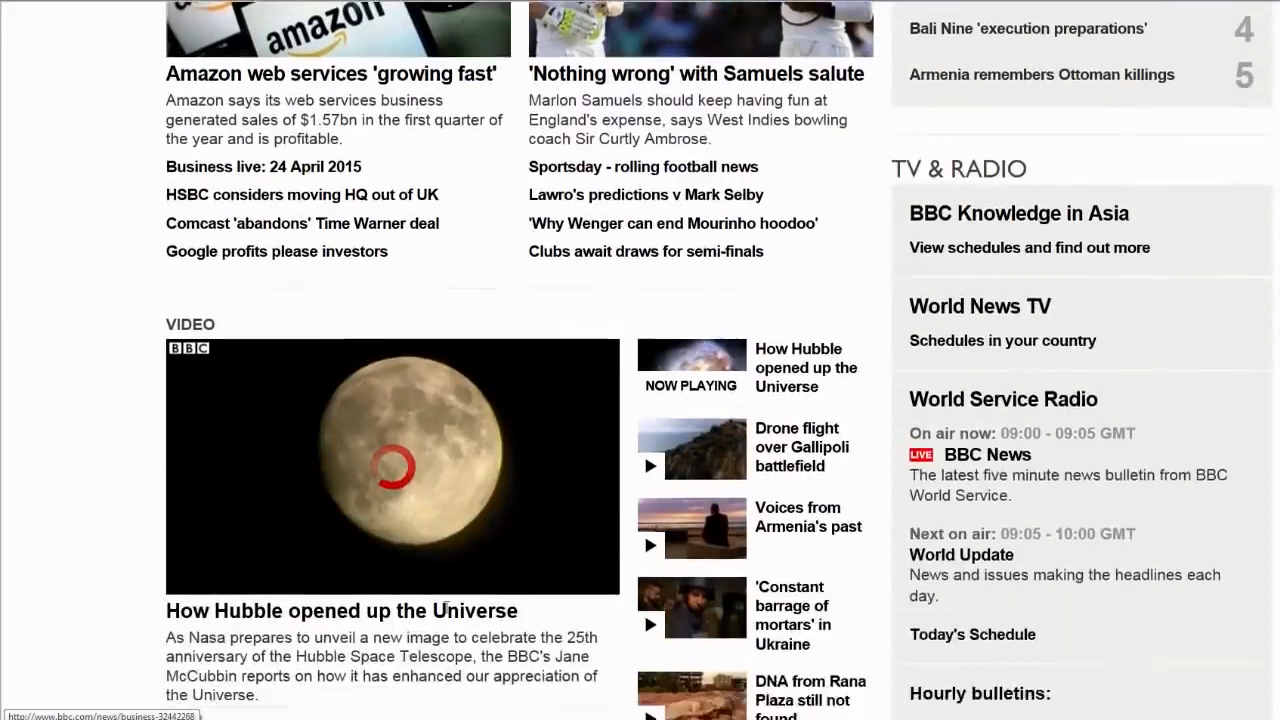 amazon
Amazon web services 'growing fast'
Amazon says its web services business
generated sales of $1.57bn in the first quarter of
the year and is profitable.
Business live: 24 April 2015
HSBC considers moving HQ out of UK
Comcast 'abandons' Time Warner deal
Google profits please investors
'Nothing wrong' with Samuels salute
Marlon Samuels should keep having fun at
England's expense, says West Indies bowling
coach Sir Curtly Ambrose.
Sportsday - rolling football news
Lawro's predictions v Mark Selby
'Why Wenger can end Mourinho hoodoo'
Clubs await draws for semi-finals
VIDEO
BBC
How Hubble opened up the Universe
As Nasa prepares to unveil a new image to celebrate the 25th
anniversary of the Hubble Space Telescope, the BBC's Jane
McCubbin reports on how it has enhanced our appreciation of
the Universe.
How Hubble
opened up the
Universe
NOW PLAYING
Drone flight
over Gallipoli
battlefield
Voices from
Armenia's past
'Constant
barrage of
mortars' in
Ukraine
DNA from Rana
Plaza still not
found
Bali Nine 'execution preparations'
4
Armenia remembers Ottoman killings
5
TV & RADIO
BBC Knowledge in Asia
View schedules and find out more
World News TV
Schedules in your country
World Service Radio
On air now: 09:00 - 09:05 GMT
LIVE BBC News
The latest five minute news bulletin from BBC
World Service.
Next on air: 09:05 - 10:00 GMT
World Update
News and issues making the headlines each
day.
Today's Schedule
Hourly bulletins:
http://www.bbc.com/news/business-32442268